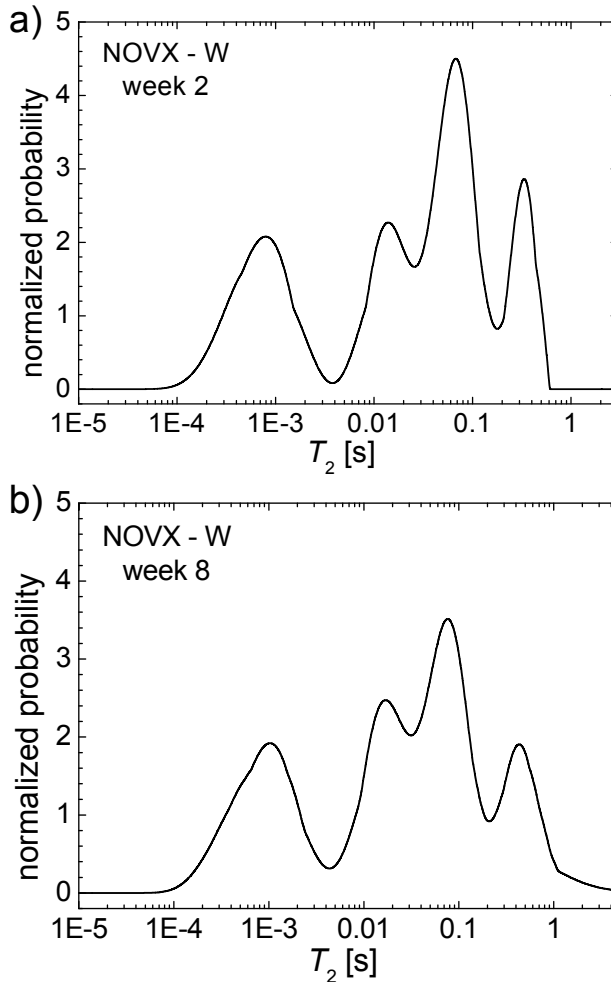 a)
NOVX - W
week 2
normalized probability
5
4
3
2
1
0
1E-5 1E-4 1E-3 0.01 0.1 1
T2 [s]
b)
NOVX - W
week 8
normalized probability
5
4
3
2
1
0
1E-5 1E-4 1E-3 0.01 0.1 1
T2 [s]